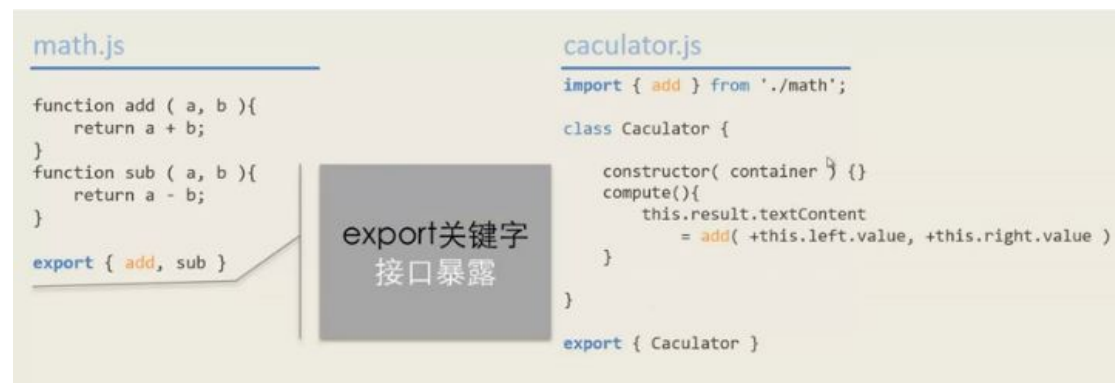 math.js
function add ( a, b ){
    return a + b;
}
function sub ( a, b ){
    return a - b;
}
export { add, sub }
export关键字
接口暴露
caculator.js
import { add } from './math';
class Caculator {
    constructor( container ) {}
    compute(){
        this.result.textContent
            = add( +this.left.value, +this.right.value )
    }
}
export { Caculator }